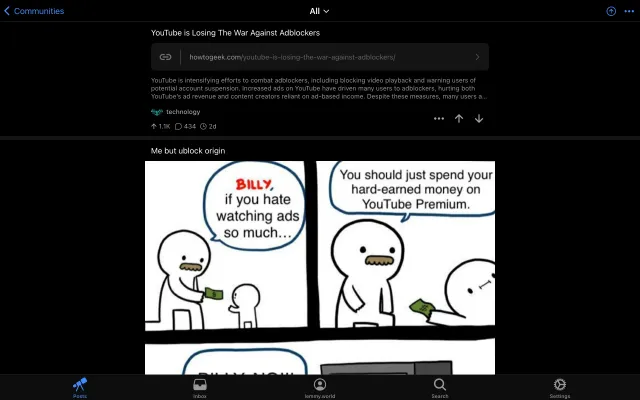 Communities
All
YouTube is Losing The War Against Adblockers
howtogeek.com/youtube-is-losing-the-war-against-adblockers/
YouTube is intensifying efforts to combat adblockers, including blocking video playback and warning users of
potential account suspension. Increased ads on YouTube have driven many users to adblockers, hurting both
YouTube's ad revenue and content creators reliant on ad-based income. Despite these measures, many users a...
technology
1.1K 434 2d
Me but ublock origin
BILLY,
if you hate
watching ads
so much...
You should just spend your
hard-earned money on
YouTube Premium.
Posts
Inbox
lemmy.world
Search
Settings